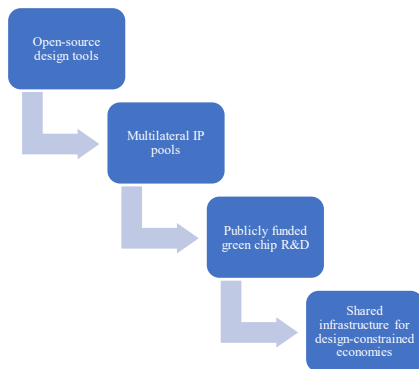 Open-source
design tools
Multilateral IP
pools
Publicly funded
green chip R&D
Shared
infrastructure for
design-constrained
economies